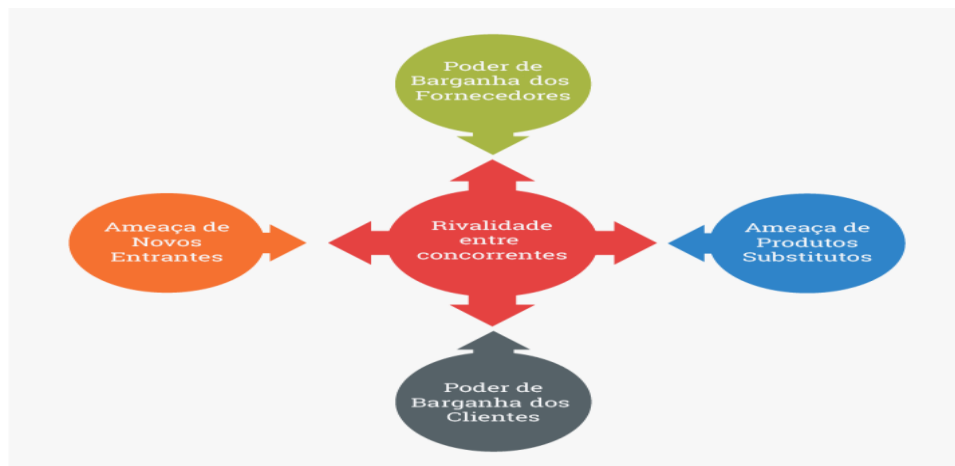 Poder de
Barganha dos
Fornecedores
Ameaça de
Novos
Entrantes
Rivalidade
entre
concorrentes
Ameaça de
Produtos
Substitutos
Poder de
Barganha dos
Clientes